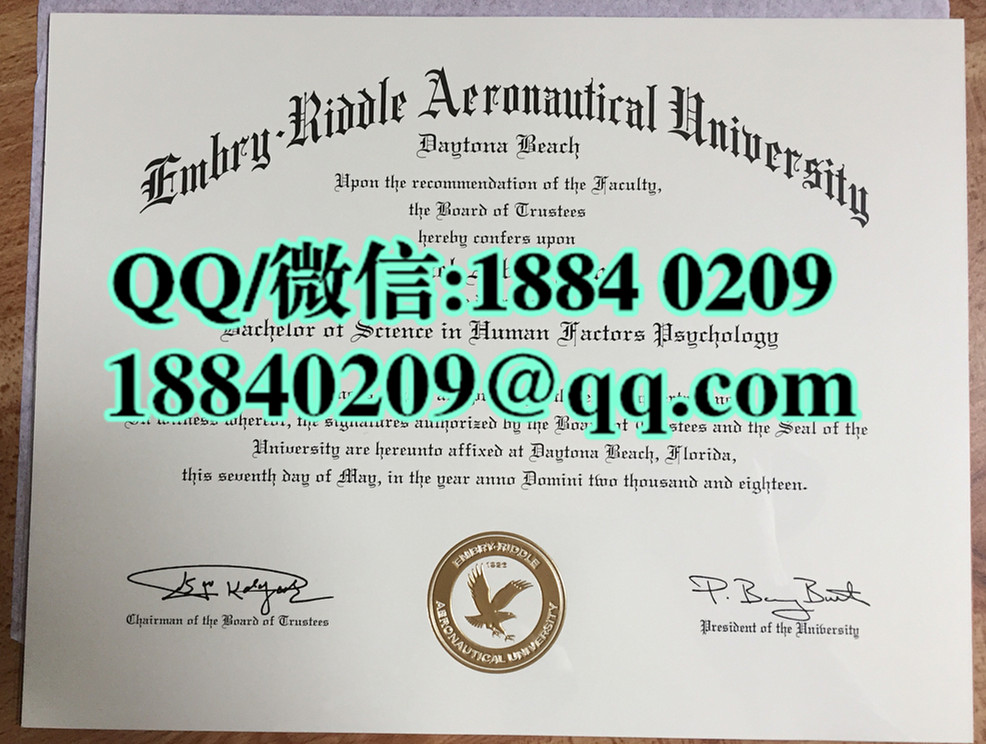 Embry-Riddle Aeronautical University
Daytona Beach
Upon the recommendation of the Faculty,
the Board of Trustees
hereby confers upon
QQ/微信:1884 0209
Bachelor of Science in Human Factors Psychology
18840209@qq.com
In witness whereof, the signatures authorized by the Board of Trustees and the Seal of the
University are hereunto affixed at Daytona Beach, Florida,
this seventh day of May, in the year anno Domini two thousand and eighteen.
EMBRY-RIDDLE
AERONAUTICAL UNIVERSITY
Chairman of the Board of Trustees
President of the University